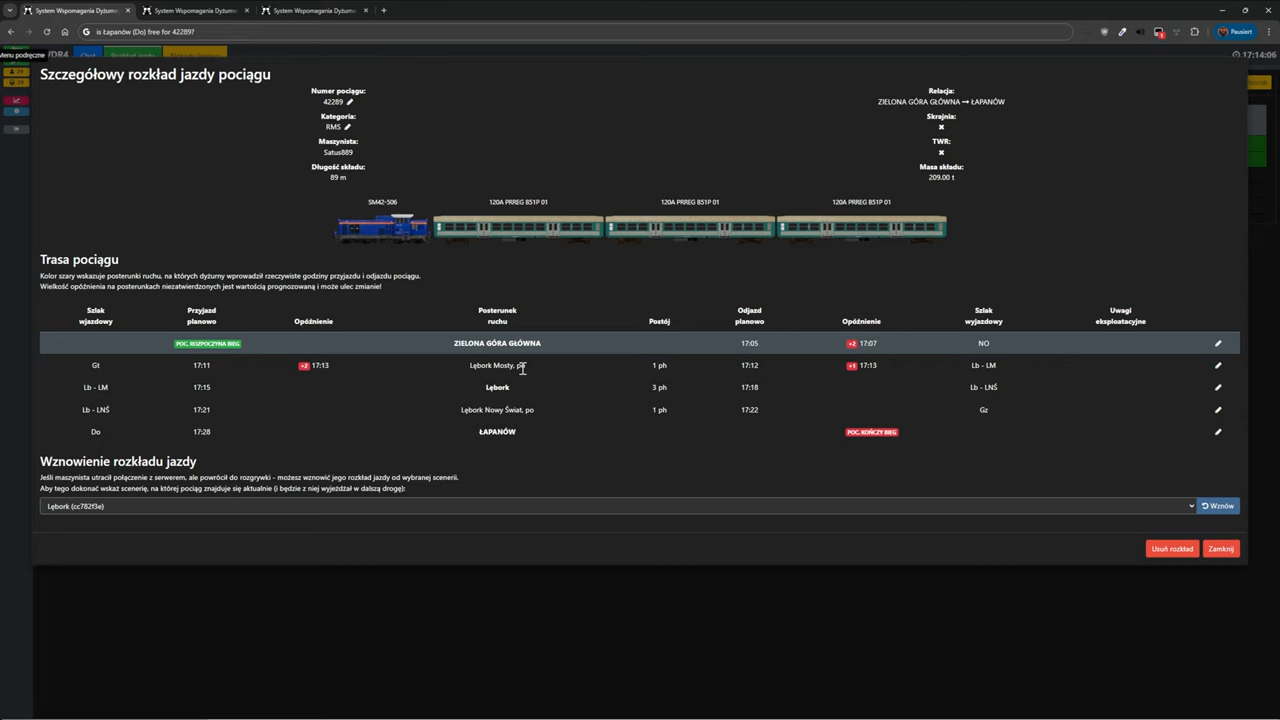 System Wspomagania Dyżurne
System Wspomagania Dyżurne
System Wspomagania Dyżurne
is Łapanów (Do) free for 42289?
Pausiert
Menu podręczne
17:14:06
Szczegółowy rozkład jazdy pociągu
Numer pociągu:
42289
Kategoria:
RMS
Maszynista:
Satus889
Długość składu:
89 m
Relacja:
ZIELONA GÓRA GŁÓWNA → ŁAPANÓW
Skrajnia:
TWR:
Masa składu:
209.00 t
SM42-506 120A PRREG B51P 01 120A PRREG B51P 01 120A PRREG B51P 01
Trasa pociągu
Kolor szary wskazuje posterunki ruchu, na których dyżurny wprowadził rzeczywiste godziny przyjazdu i odjazdu pociągu.
Wielkość opóźnienia na posterunkach niezatwierdzonych jest wartością prognozowaną i może ulec zmianie!
Szlak wjazdowy Przyjazd planowo Opóźnienie Posterunek ruchu Postój Odjazd planowo Opóźnienie Szlak wyjazdowy Uwagi eksploatacyjne
POC. ROZPOCZYNA BIEG ZIELONA GÓRA GŁÓWNA 17:05 +2 17:07 NO
Gt 17:11 +2 17:13 Lębork Mosty, po 1 ph 17:12 +1 17:13 Lb - LM
Lb - LM 17:15 Lębork 3 ph 17:18 Lb - LNŚ
Lb - LNŚ 17:21 Lębork Nowy Świat, po 1 ph 17:22 Gz
Do 17:28 ŁAPANÓW POC. KOŃCZY BIEG
Wznowienie rozkładu jazdy
Jeśli maszynista utracił połączenie z serwerem, ale powrócił do rozgrywki - możesz wznowić jego rozkład jazdy od wybranej scenerii.
Aby tego dokonać wskaż scenerię, na której pociąg znajduje się aktualnie (i będzie z niej wyjeżdżał w dalszą drogę):
Lębork (cc782f3e)
Wznów
Usuń rozkład
Zamknij